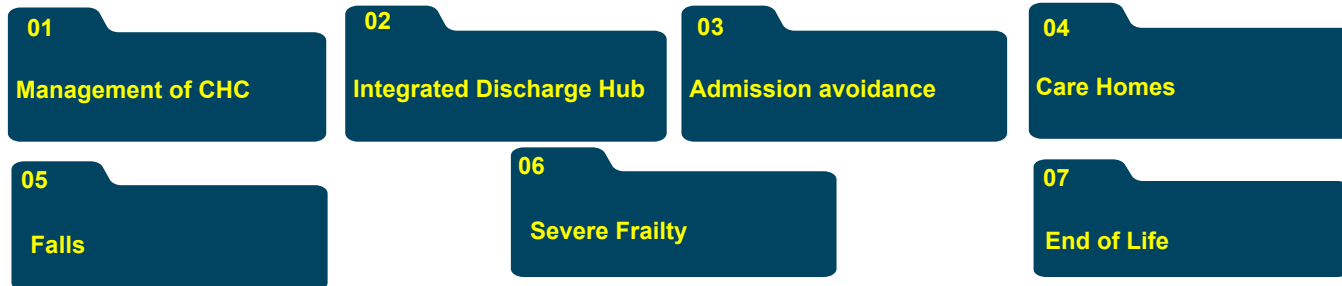 01
Management of CHC
02
Integrated Discharge Hub
03
Admission avoidance
04
Care Homes
05
Falls
06
Severe Frailty
07
End of Life